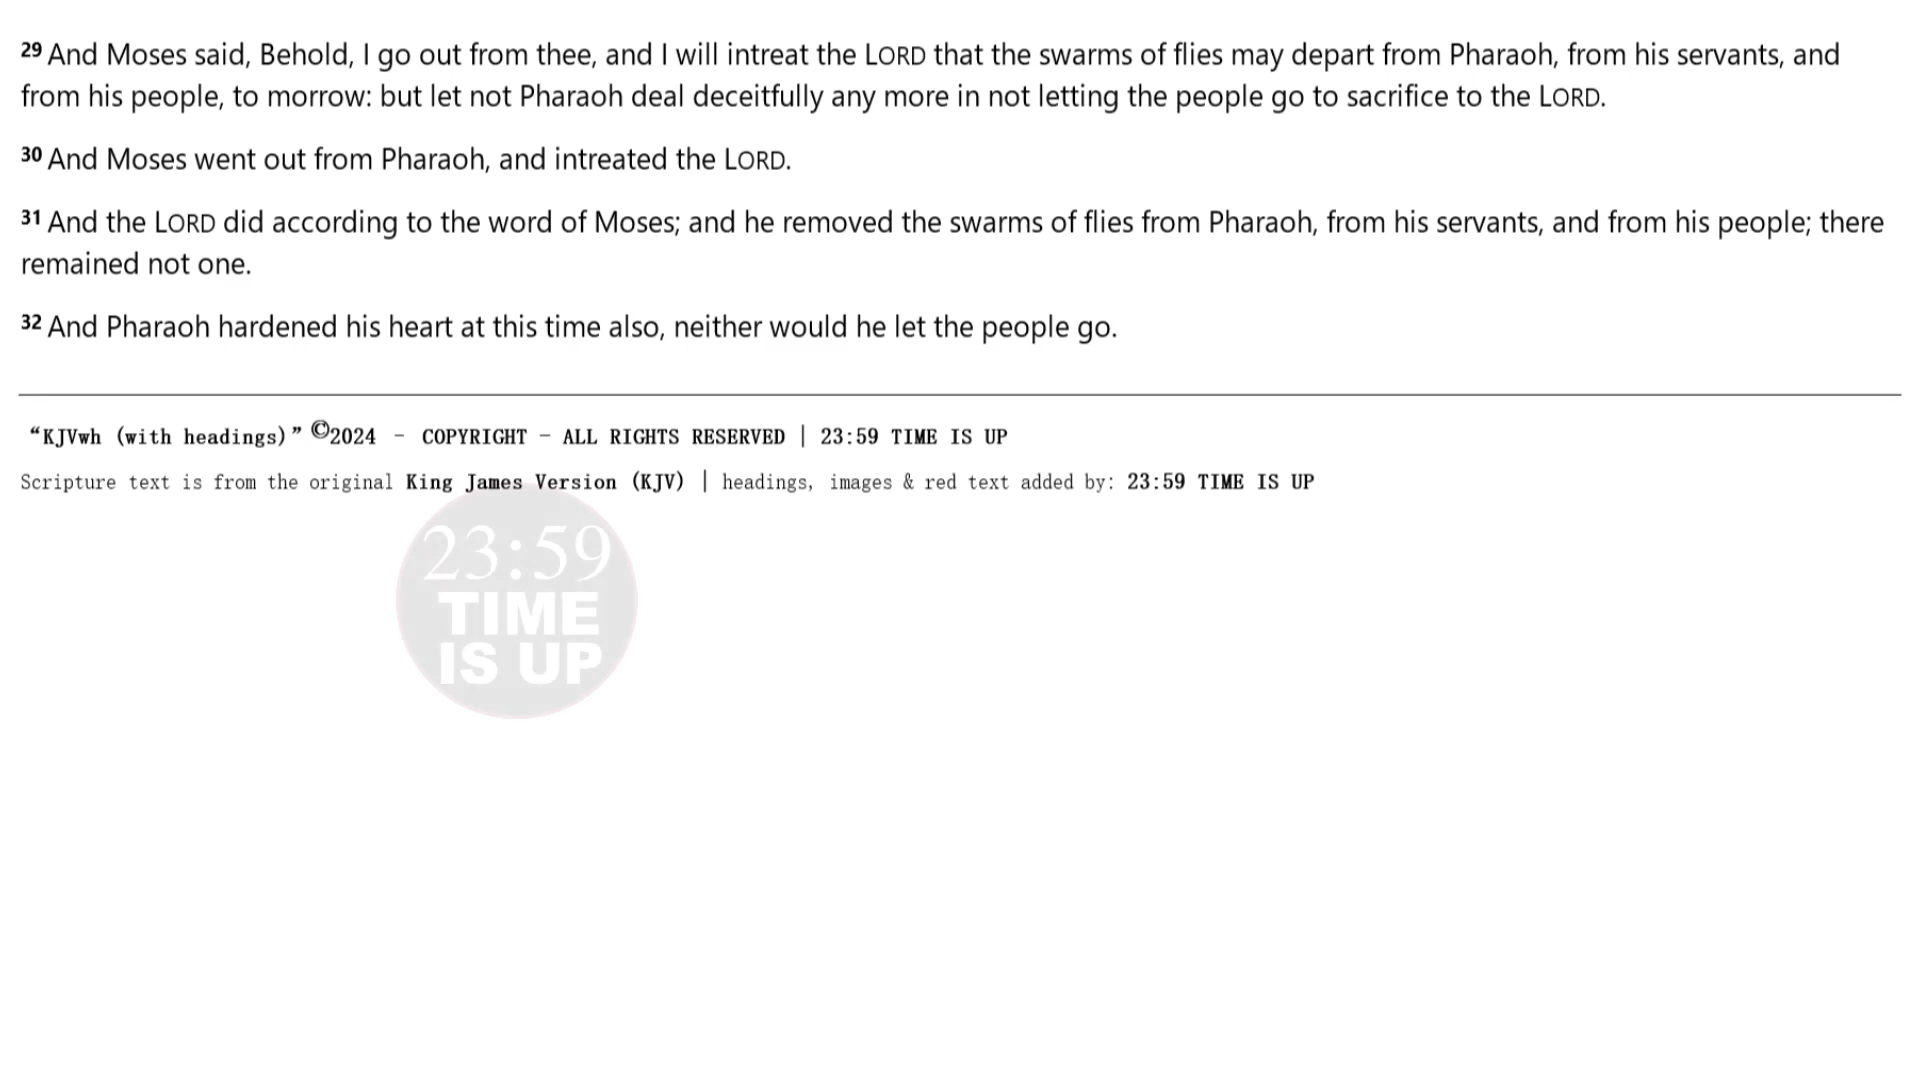 29 And Moses said, Behold, I go out from thee, and I will intreat the LORD that the swarms of flies may depart from Pharaoh, from his servants, and
from his people, to morrow: but let not Pharaoh deal deceitfully any more in not letting the people go to sacrifice to the LORD.
30 And Moses went out from Pharaoh, and intreated the LORD.
31 And the LORD did according to the word of Moses; and he removed the swarms of flies from Pharaoh, from his servants, and from his people; there
remained not one.
32 And Pharaoh hardened his heart at this time also, neither would he let the people go.
“KJVwh (with headings)” ©2024 - COPYRIGHT - ALL RIGHTS RESERVED | 23:59 TIME IS UP
Scripture text is from the original King James Version (KJV) | headings, images & red text added by: 23:59 TIME IS UP
23:59
TIME
IS UP